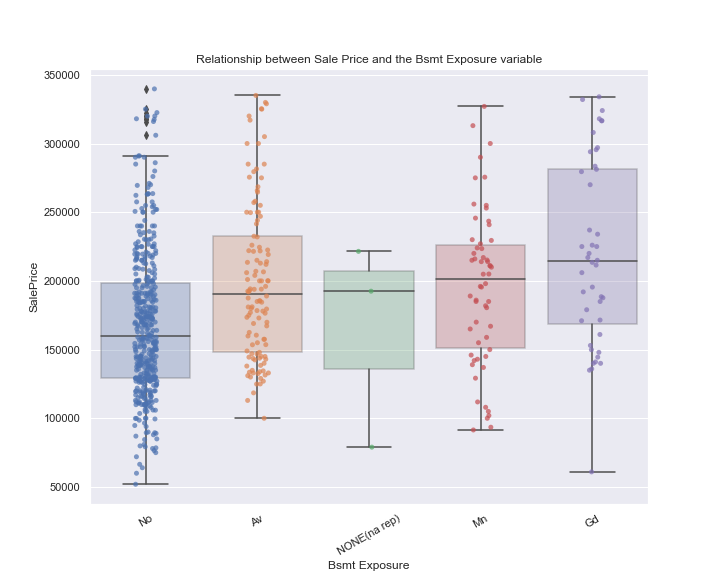 Relationship between Sale Price and the Bsmt Exposure variable
350000
300000
250000
200000
150000
100000
50000
SalePrice
No
Av
NONE(na rep)
Mn
Gd
Bsmt Exposure